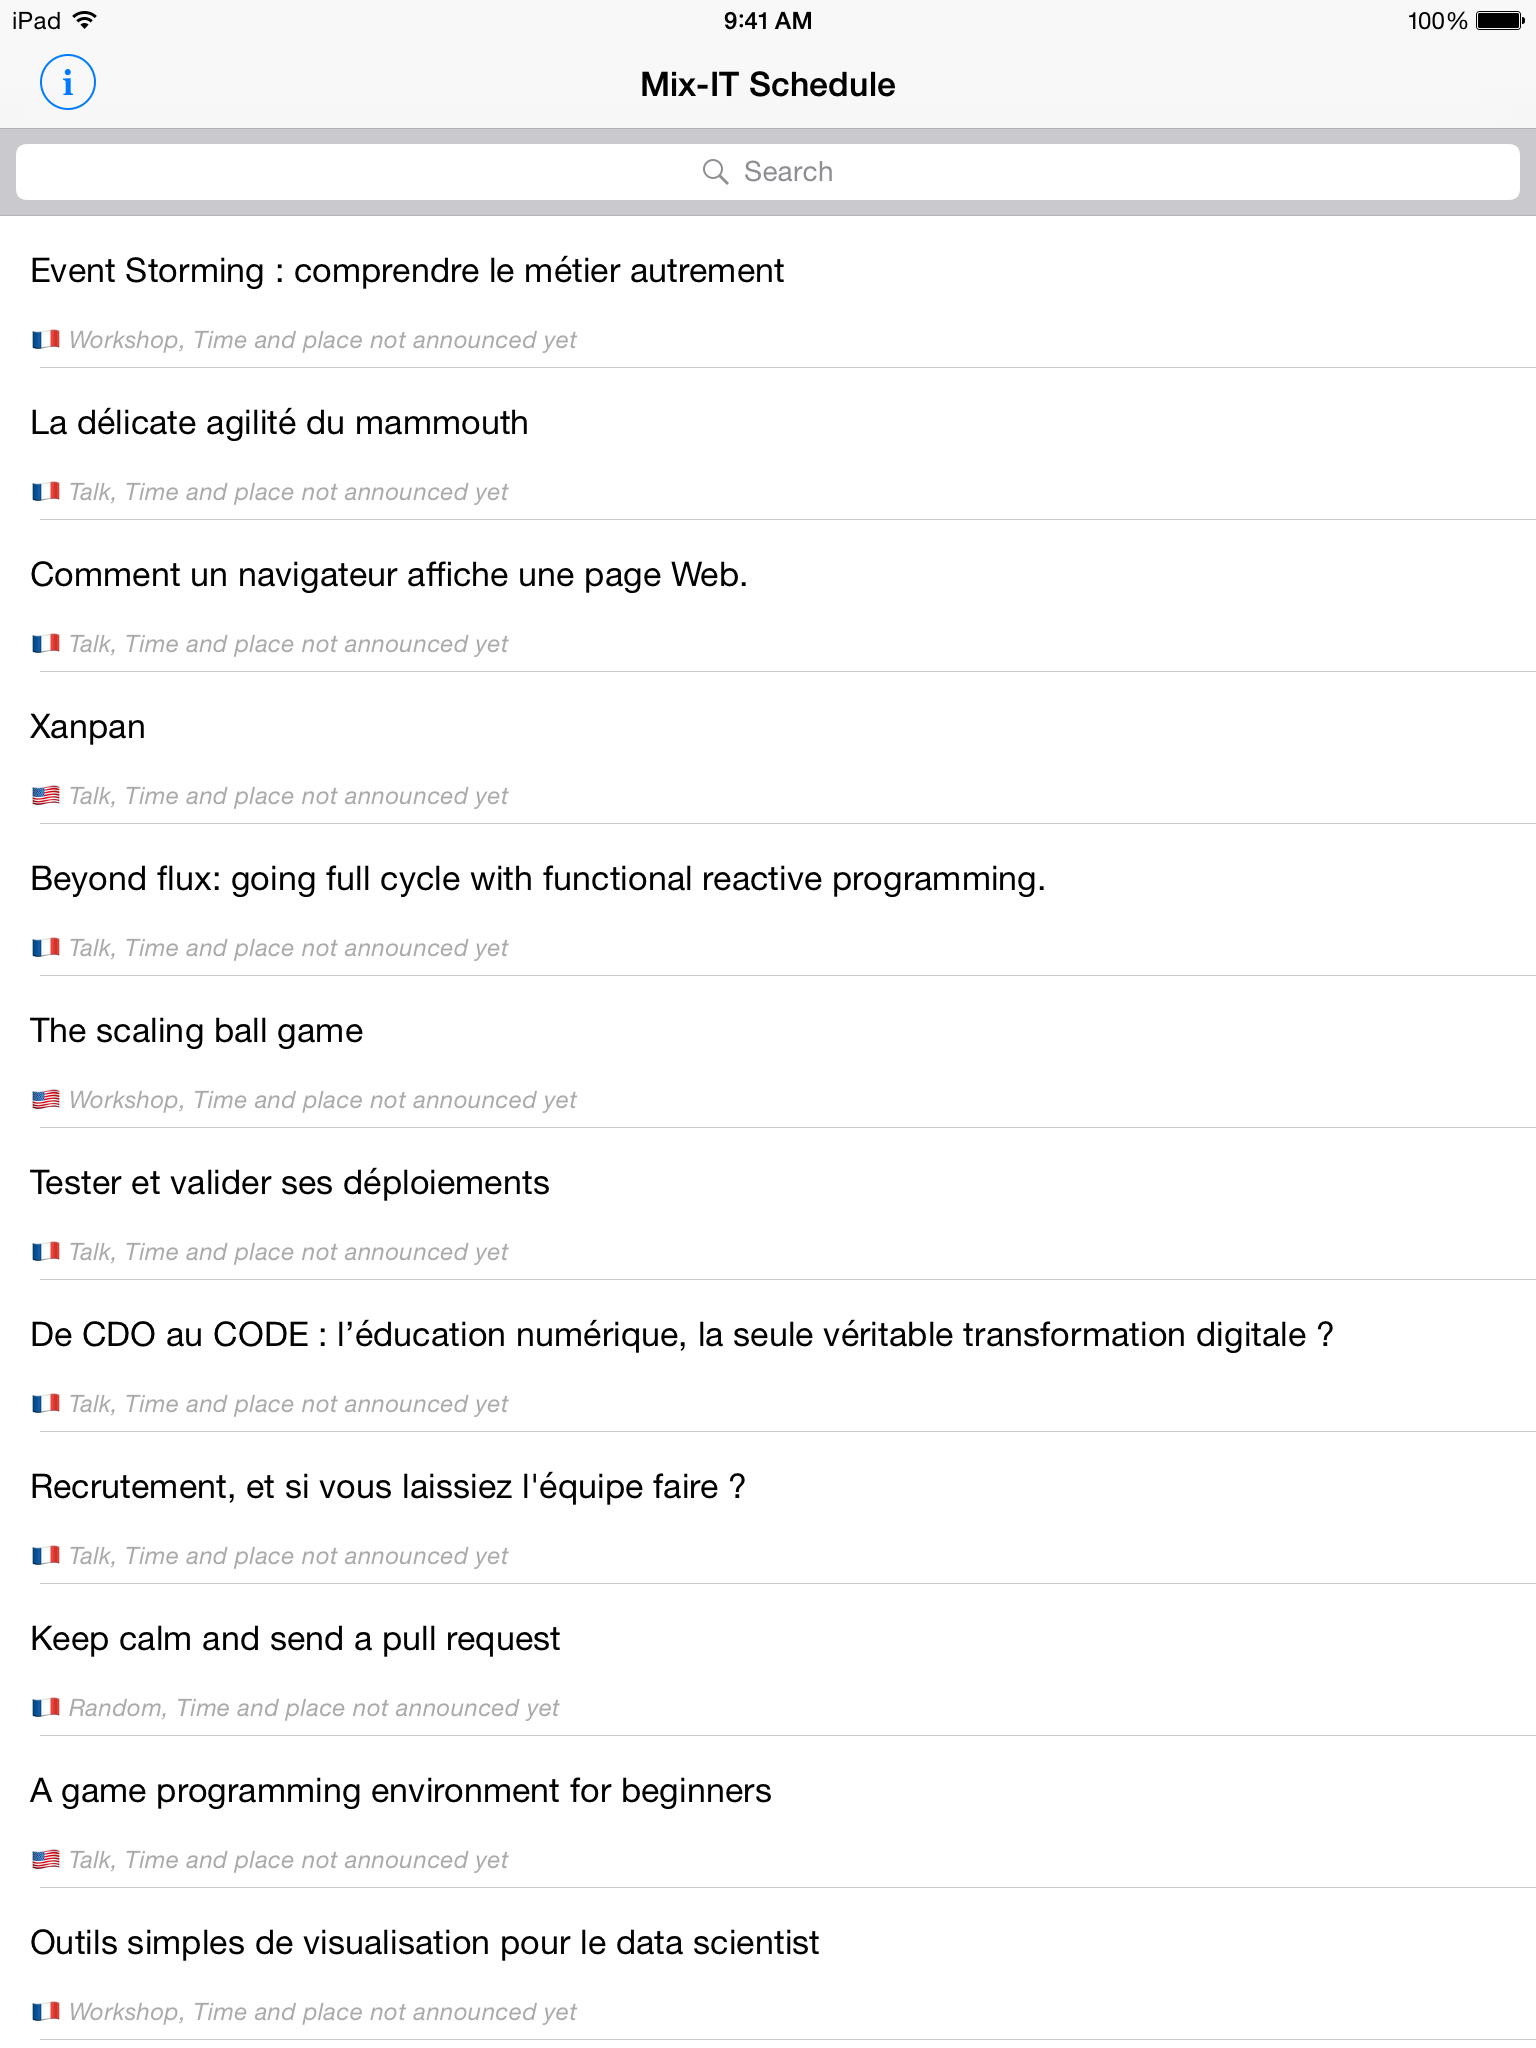 iPad 9:41 AM 100%
i Mix-IT Schedule
Search
Event Storming : comprendre le métier autrement
Workshop, Time and place not announced yet
La délicate agilité du mammouth
Talk, Time and place not announced yet
Comment un navigateur affiche une page Web.
Talk, Time and place not announced yet
Xanpan
Talk, Time and place not announced yet
Beyond flux: going full cycle with functional reactive programming.
Talk, Time and place not announced yet
The scaling ball game
Workshop, Time and place not announced yet
Tester et valider ses déploiements
Talk, Time and place not announced yet
De CDO au CODE : l’éducation numérique, la seule véritable transformation digitale ?
Talk, Time and place not announced yet
Recrutement, et si vous laissiez l'équipe faire ?
Talk, Time and place not announced yet
Keep calm and send a pull request
Random, Time and place not announced yet
A game programming environment for beginners
Talk, Time and place not announced yet
Outils simples de visualisation pour le data scientist
Workshop, Time and place not announced yet